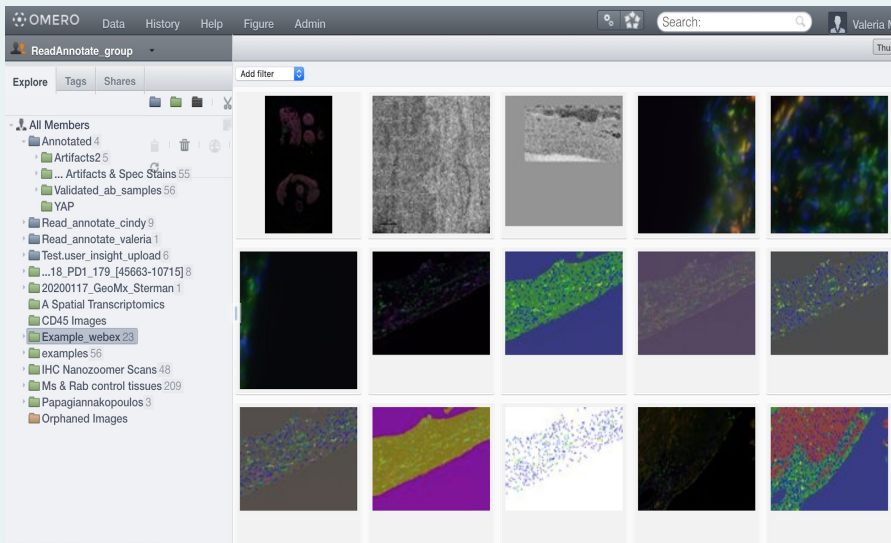 OMERO Data History Help Figure Admin Search: Valeria M
ReadAnnotate_group
Thu
Explore Tags Shares
Add filter
All Members
Annotated 4
Artifacts2 5
... Artifacts & Spec Stains 55
Validated_ab_samples 56
YAP
Read_annotate_cindy 9
Read_annotate_valeria 1
Test.user_insight_upload 6
...18_PD1_179_[45663-10715] 8
20200117_GeoMx_Sterman 1
A Spatial Transcriptomics
CD45 Images
Example_webex 23
examples 56
IHC Nanozoomer Scans 48
Ms & Rab control tissues 209
Papagiannakopoulos 3
Orphaned Images